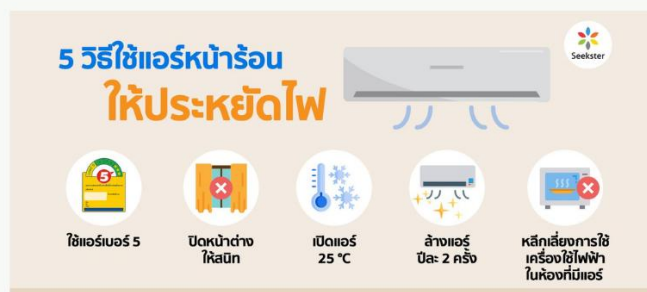 5 วิธีใช้แอร์หน้าร้อน
ให้ประหยัดไฟ
Seekster
5
ใช้แอร์เบอร์ 5
ปิดหน้าต่าง
ให้สนิท
เปิดแอร์
25 °C
ล้างแอร์
ปีละ 2 ครั้ง
หลีกเลี่ยงการใช้
เครื่องใช้ไฟฟ้า
ในห้องที่มีแอร์